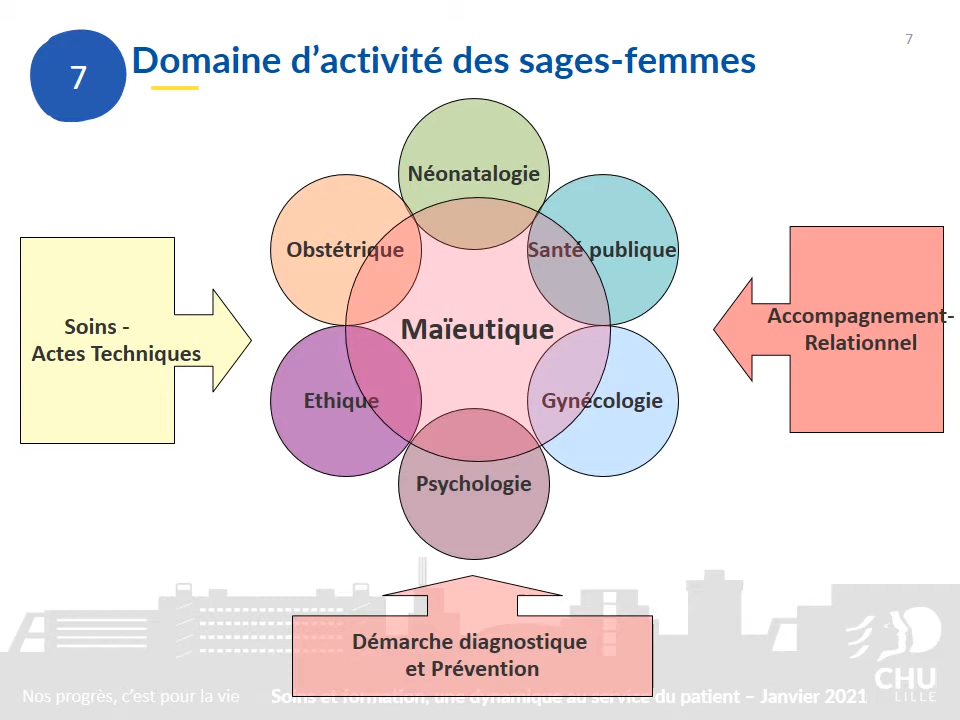 7
7
Domaine d’activité des sages-femmes
Néonatalogie
Obstétrique
Santé publique
Soins -
Actes Techniques
Maïeutique
Accompagnement-
Relationnel
Ethique
Gynécologie
Psychologie
Démarche diagnostique
et Prévention
Nos progrès, c’est pour la vie
Soins et formation, une dynamique au service du patient – Janvier 2021
CHU
LILLE